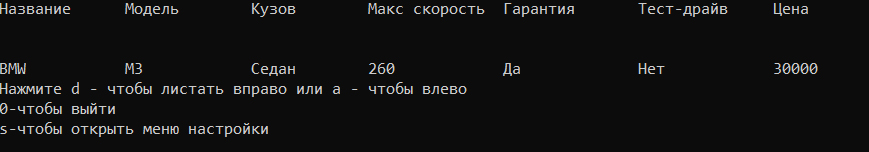 Название Модель Кузов Макс скорость Гарантия Тест-драйв Цена
BMW M3 Седан 260 Да Нет 30000
Нажмите d - чтобы листать вправо или a - чтобы влево
0-чтобы выйти
s-чтобы открыть меню настройки